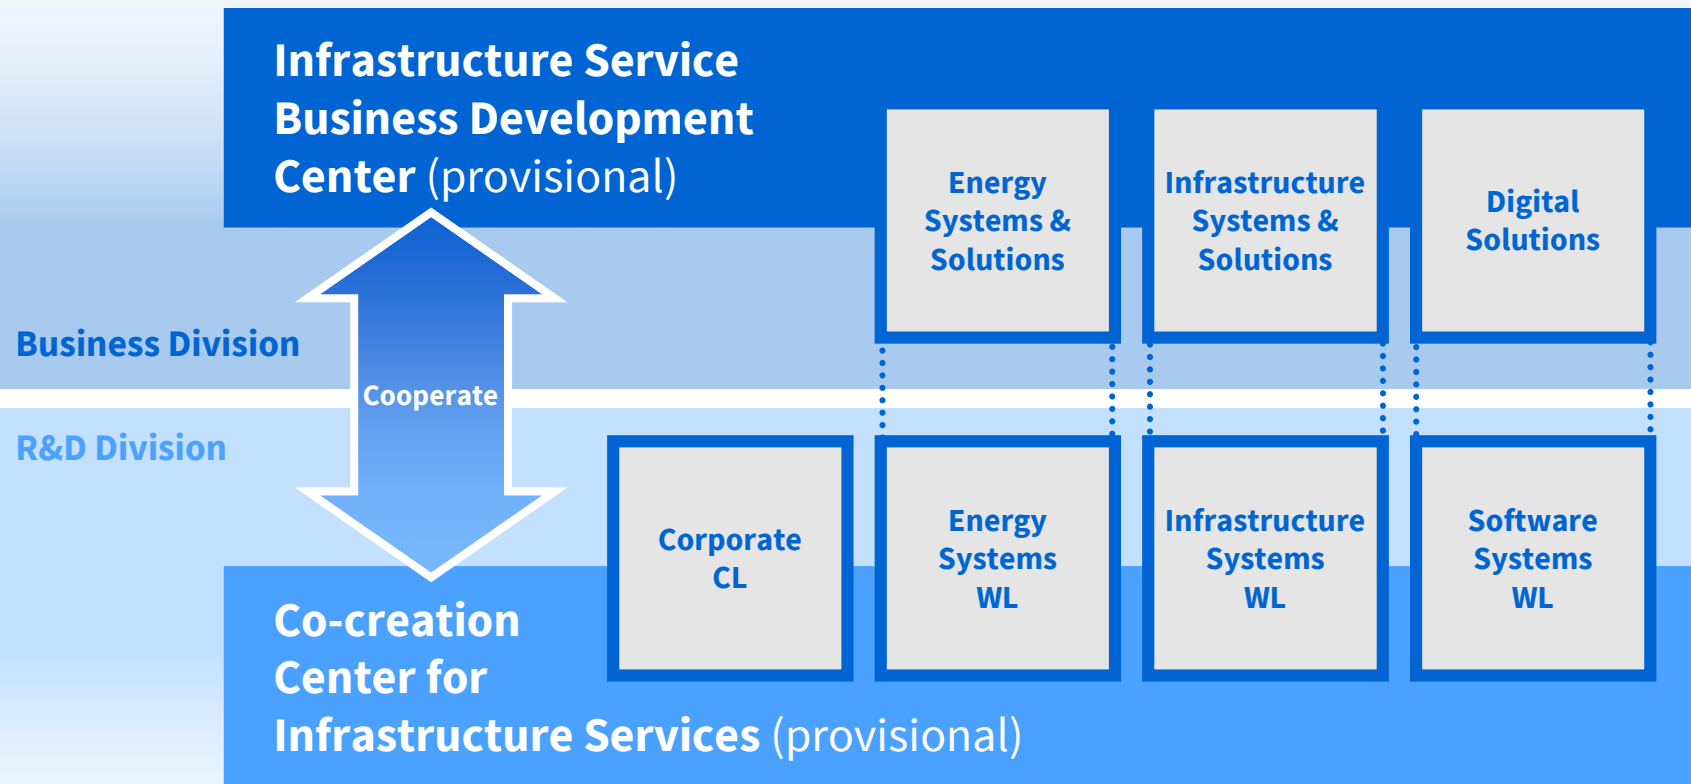 Infrastructure Service
Business Development
Center (provisional)
Energy
Systems &
Solutions
Infrastructure
Systems &
Solutions
Digital
Solutions
Business Division
Cooperate
R&D Division
Corporate
CL
Energy
Systems
WL
Infrastructure
Systems
WL
Software
Systems
WL
Co-creation
Center for
Infrastructure Services (provisional)